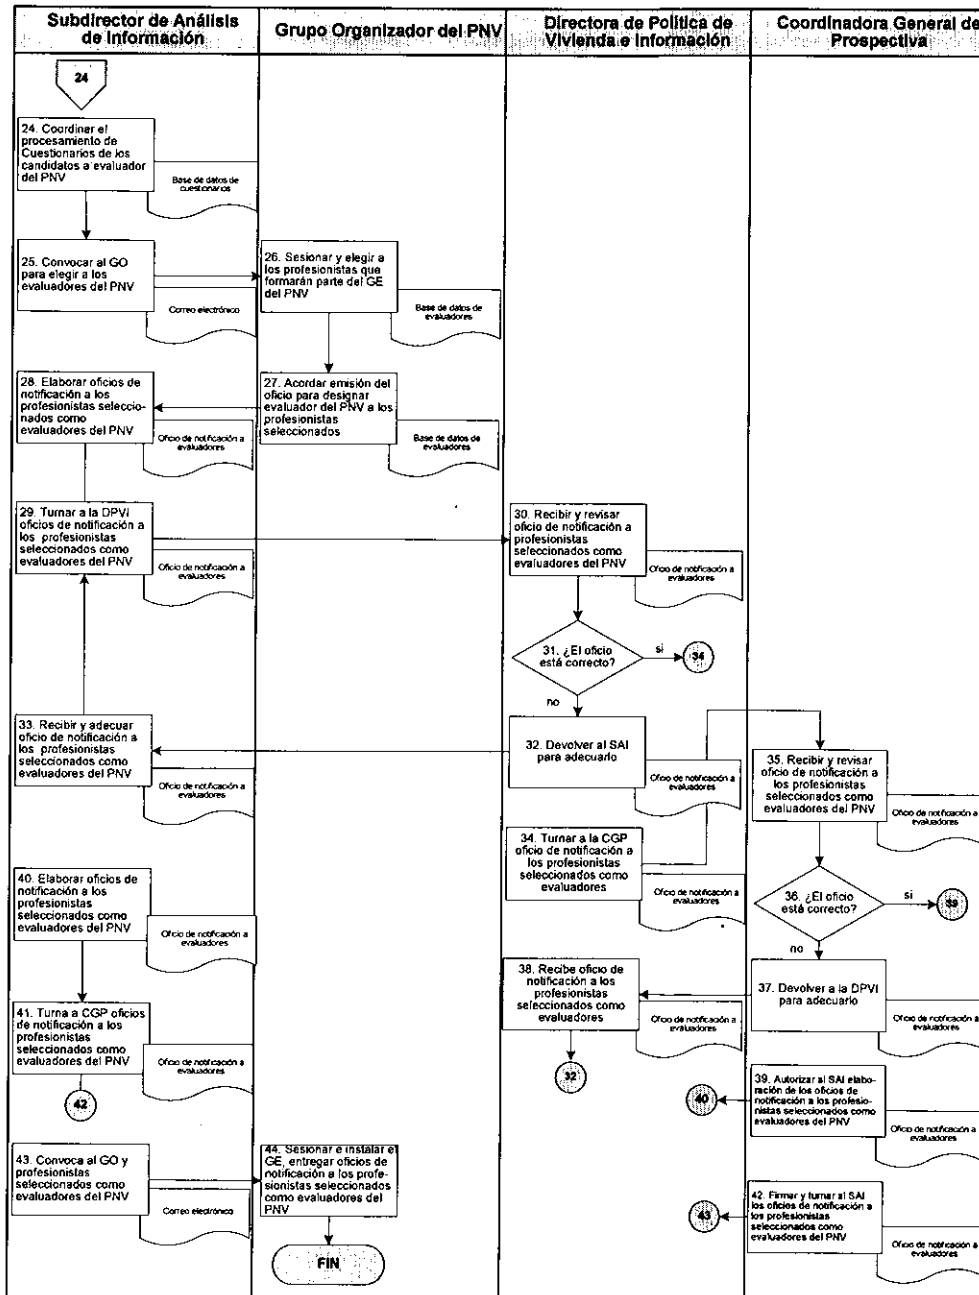 Subdirector de Análisis
de Información
Grupo Organizador del PNV
Directora de Política de
Vivienda e Información
Coordinadora General de
Prospectiva
24
24. Coordinar el
procesamiento de
Cuestionarios de los
candidatos a evaluador
del PNV
Base de datos de
cuestionarios
25. Convocar al GO
para elegir a los
evaluadores del PNV
Correo electrónico
26. Sesionar y elegir a
los profesionistas que
formarán parte del GE
del PNV
Base de datos de
evaluadores
28. Elaborar oficios de
notificación a los
profesionistas seleccio-
nados como
evaluadores del PNV
Oficio de notificación a
evaluadores
27. Acordar emisión del
oficio para designar
evaluador del PNV a los
profesionistas
seleccionados
Base de datos de
evaluadores
29. Turnar a la DPVI
oficios de notificación a
los profesionistas
seleccionados como
evaluadores del PNV
Oficio de notificación a
evaluadores
30. Recibir y revisar
oficio de notificación a
profesionistas
seleccionados como
evaluadores del PNV
Oficio de notificación a
evaluadores
31. ¿El oficio
está correcto?
si
34
no
33. Recibir y adecuar
oficio de notificación a
los profesionistas
seleccionados como
evaluadores del PNV
Oficio de notificación a
evaluadores
32. Devolver al SAI
para adecuarlo
Oficio de notificación a
evaluadores
35. Recibir y revisar
oficio de notificación a
los profesionistas
seleccionados como
evaluadores del PNV
Oficio de notificación a
evaluadores
34. Turnar a la CGP
oficio de notificación a
los profesionistas
seleccionados como
evaluadores
Oficio de notificación a
evaluadores
36. ¿El oficio
está correcto?
si
39
no
40. Elaborar oficios de
notificación a los
profesionistas
seleccionados como
evaluadores del PNV
Oficio de notificación a
evaluadores
38. Recibe oficio de
notificación a los
profesionistas
seleccionados como
evaluadores
Oficio de notificación a
evaluadores
37. Devolver a la DPVI
para adecuarlo
Oficio de notificación a
evaluadores
41. Turna a CGP oficios
de notificación a los
profesionistas
seleccionados como
evaluadores del PNV
Oficio de notificación a
evaluadores
42
32
39. Autorizar al SAI elabo-
ración de los oficios de
notificación a los profesio-
nistas seleccionados como
evaluadores del PNV
Oficio de notificación a
evaluadores
40
43. Convoca al GO y
profesionistas
seleccionados como
evaluadores del PNV
Correo electrónico
44. Sesionar e instalar el
GE, entregar oficios de
notificación a los profe-
sionistas seleccionados
como evaluadores del
PNV
FIN
42. Firmar y turnar al SAI
los oficios de notificación a
los profesionistas
seleccionados como
evaluadores del PNV
Oficio de notificación a
evaluadores
43